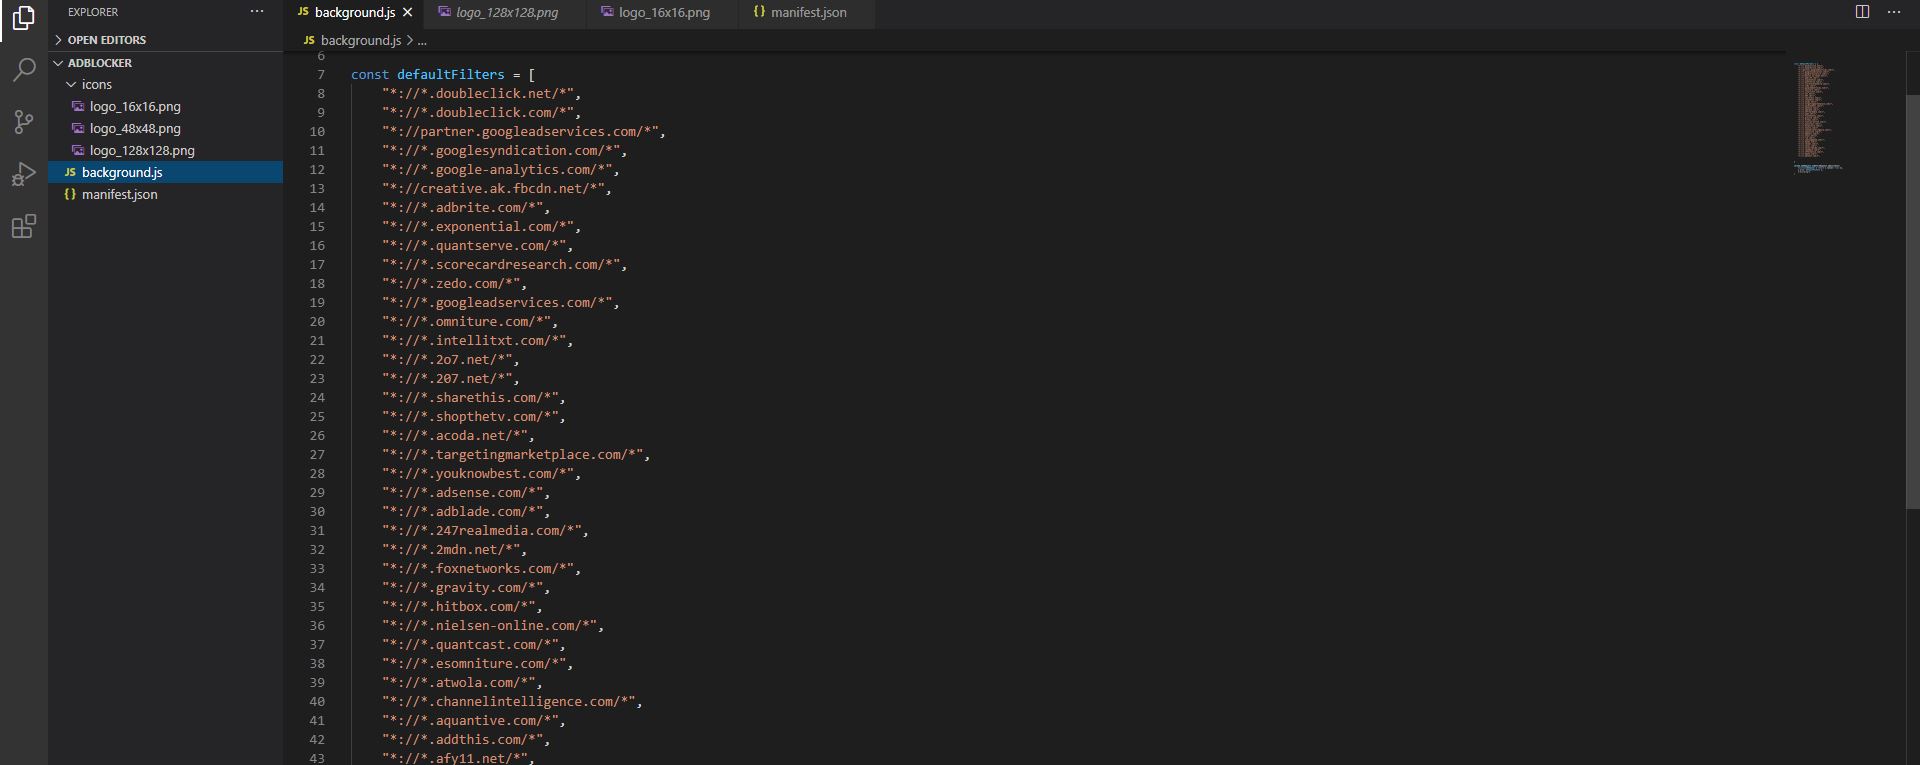 EXPLORER ...
OPEN EDITORS
ADBLOCKER
icons
logo_16x16.png
logo_48x48.png
logo_128x128.png
JS background.js
{} manifest.json
JS background.js
logo_128x128.png
logo_16x16.png
{} manifest.json
...
JS background.js > ...
6
7 const defaultFilters = [
8 "*://*.doubleclick.net/*",
9 "*://*.doubleclick.com/*",
10 "*://partner.googleadservices.com/*",
11 "*://*.googlesyndication.com/*",
12 "*://*.google-analytics.com/*",
13 "*://creative.ak.fbcdn.net/*",
14 "*://*.adbrite.com/*",
15 "*://*.exponential.com/*",
16 "*://*.quantserve.com/*",
17 "*://*.scorecardresearch.com/*",
18 "*://*.zedo.com/*",
19 "*://*.googleadservices.com/*",
20 "*://*.omniture.com/*",
21 "*://*.intellitxt.com/*",
22 "*://*.2o7.net/*",
23 "*://*.207.net/*",
24 "*://*.sharethis.com/*",
25 "*://*.shopthetv.com/*",
26 "*://*.acoda.net/*",
27 "*://*.targetingmarketplace.com/*",
28 "*://*.youknowbest.com/*",
29 "*://*.adsense.com/*",
30 "*://*.adblade.com/*",
31 "*://*.247realmedia.com/*",
32 "*://*.2mdn.net/*",
33 "*://*.foxnetworks.com/*",
34 "*://*.gravity.com/*",
35 "*://*.hitbox.com/*",
36 "*://*.nielsen-online.com/*",
37 "*://*.quantcast.com/*",
38 "*://*.esomniture.com/*",
39 "*://*.atwola.com/*",
40 "*://*.channelintelligence.com/*",
41 "*://*.aquantive.com/*",
42 "*://*.addthis.com/*",
43 "*://*.afy11.net/*",